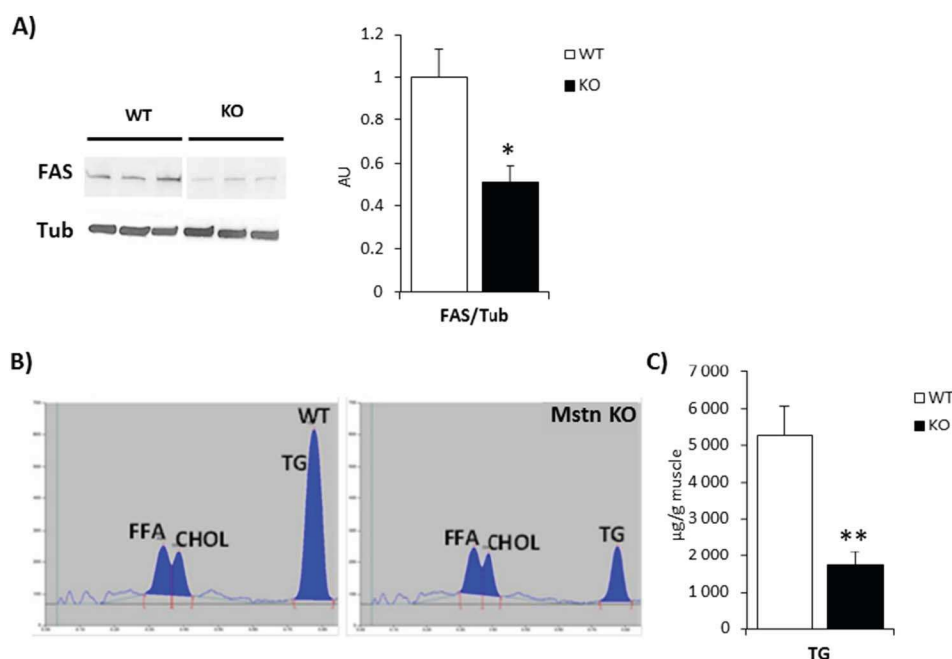 A)
WT KO
FAS
Tub
1.2
1
0.8
0.6
0.4
0.2
0
AU
*
FAS/Tub
WT
KO
B)
WT
TG
FFA
CHOL
Mstn KO
FFA
CHOL
TG
C)
7 000
6 000
5 000
4 000
3 000
2 000
1 000
0
µg/g muscle
**
TG
WT
KO